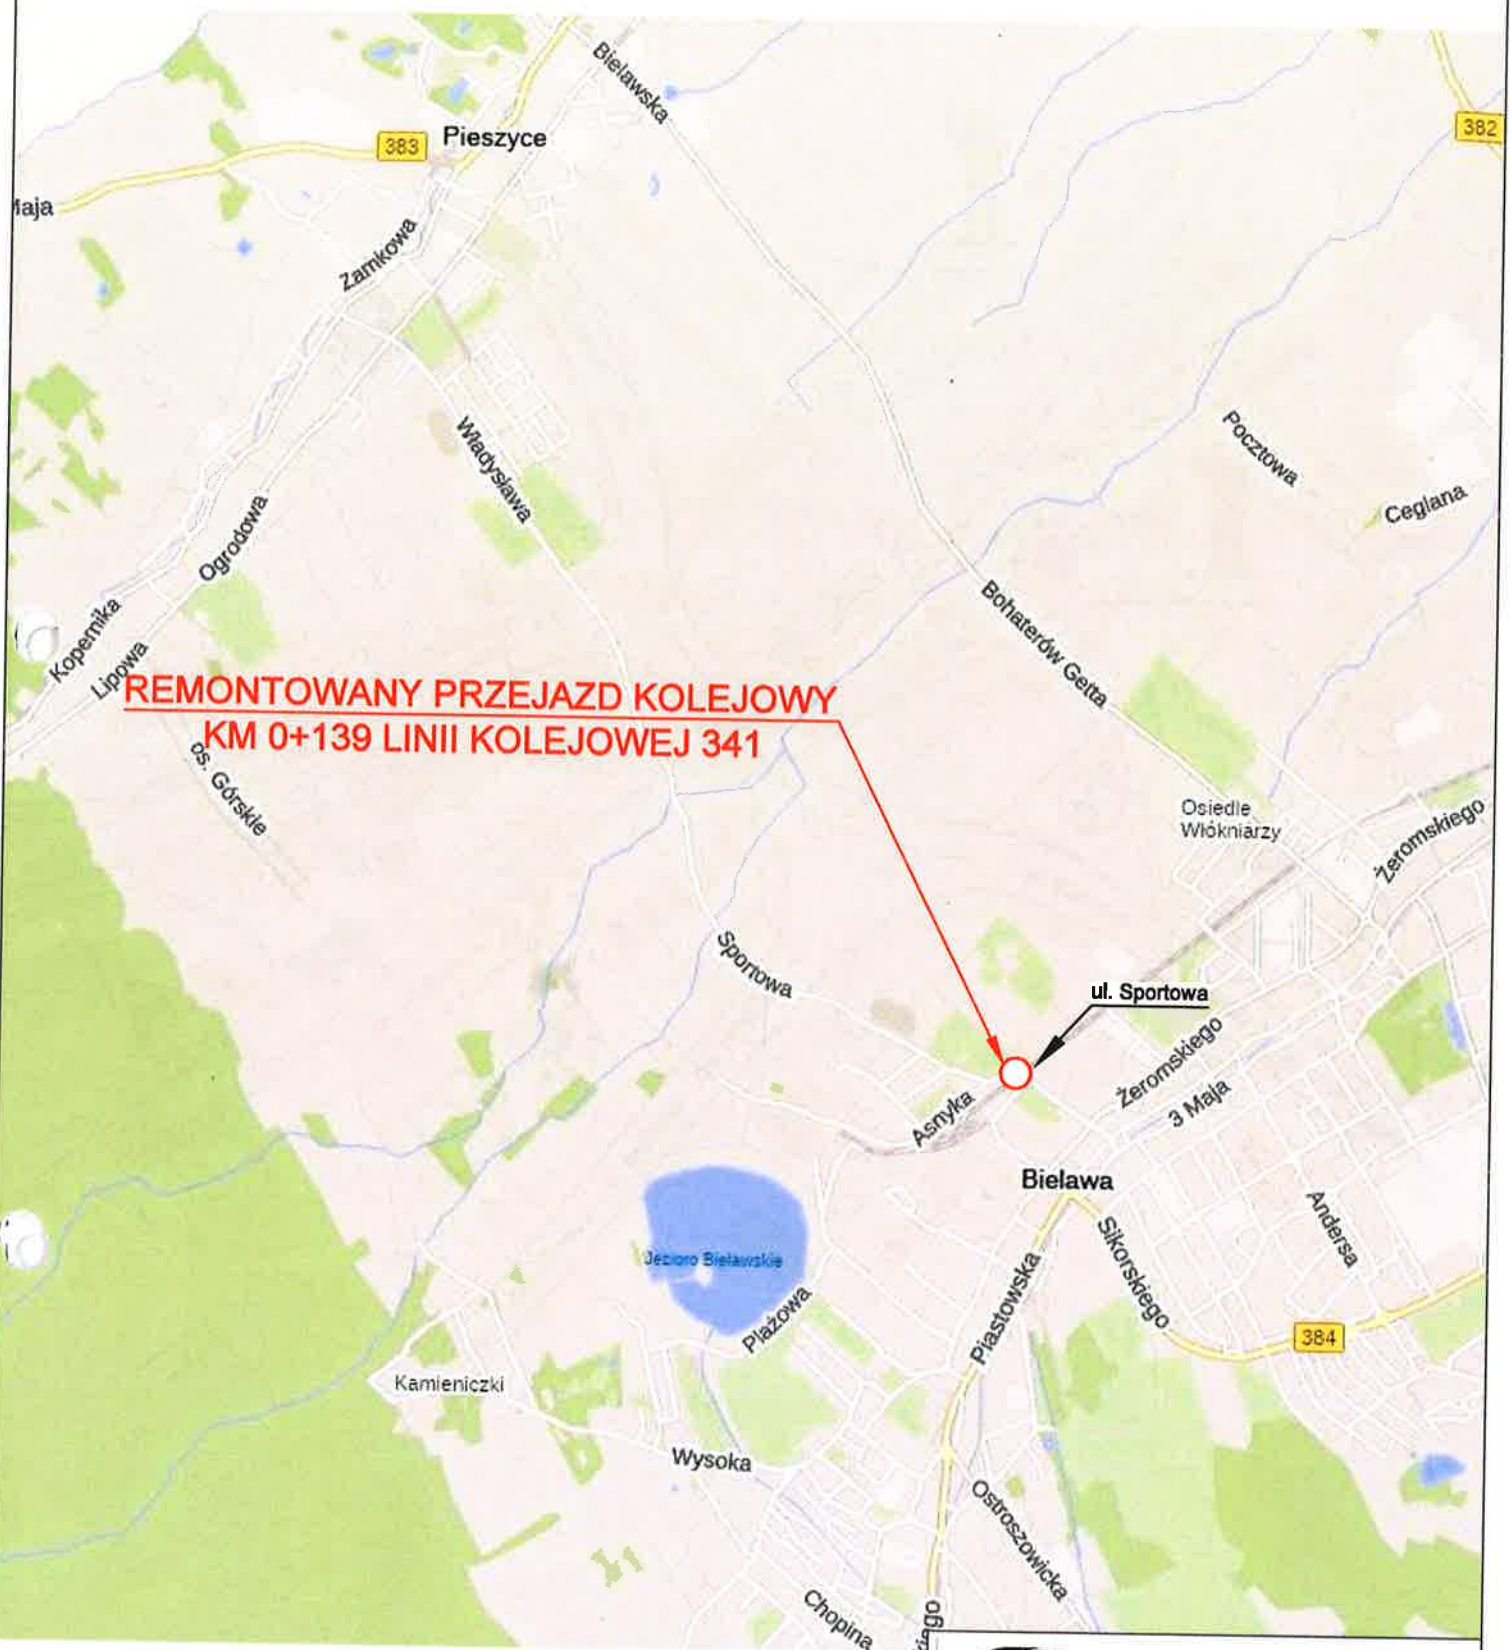 Bielawska
382
383
Pieszyce
Zamkowa
Władysława
Pocztowa
Ceglana
Ogrodowa
Bohaterów Getta
Kopernika
Lipowa
REMONTOWANY PRZEJAZD KOLEJOWY
KM 0+139 LINII KOLEJOWEJ 341
os. Górskie
Osiedle
Włókniarzy
Żeromskiego
Sportowa
ul. Sportowa
Żeromskiego
Asnyka
3 Maja
Bielawa
Andersa
Sikorskiego
Jezioro Bielawskie
Piastowska
Plażowa
384
Kamieniczki
Wysoka
Ostroszowicka
Chopina